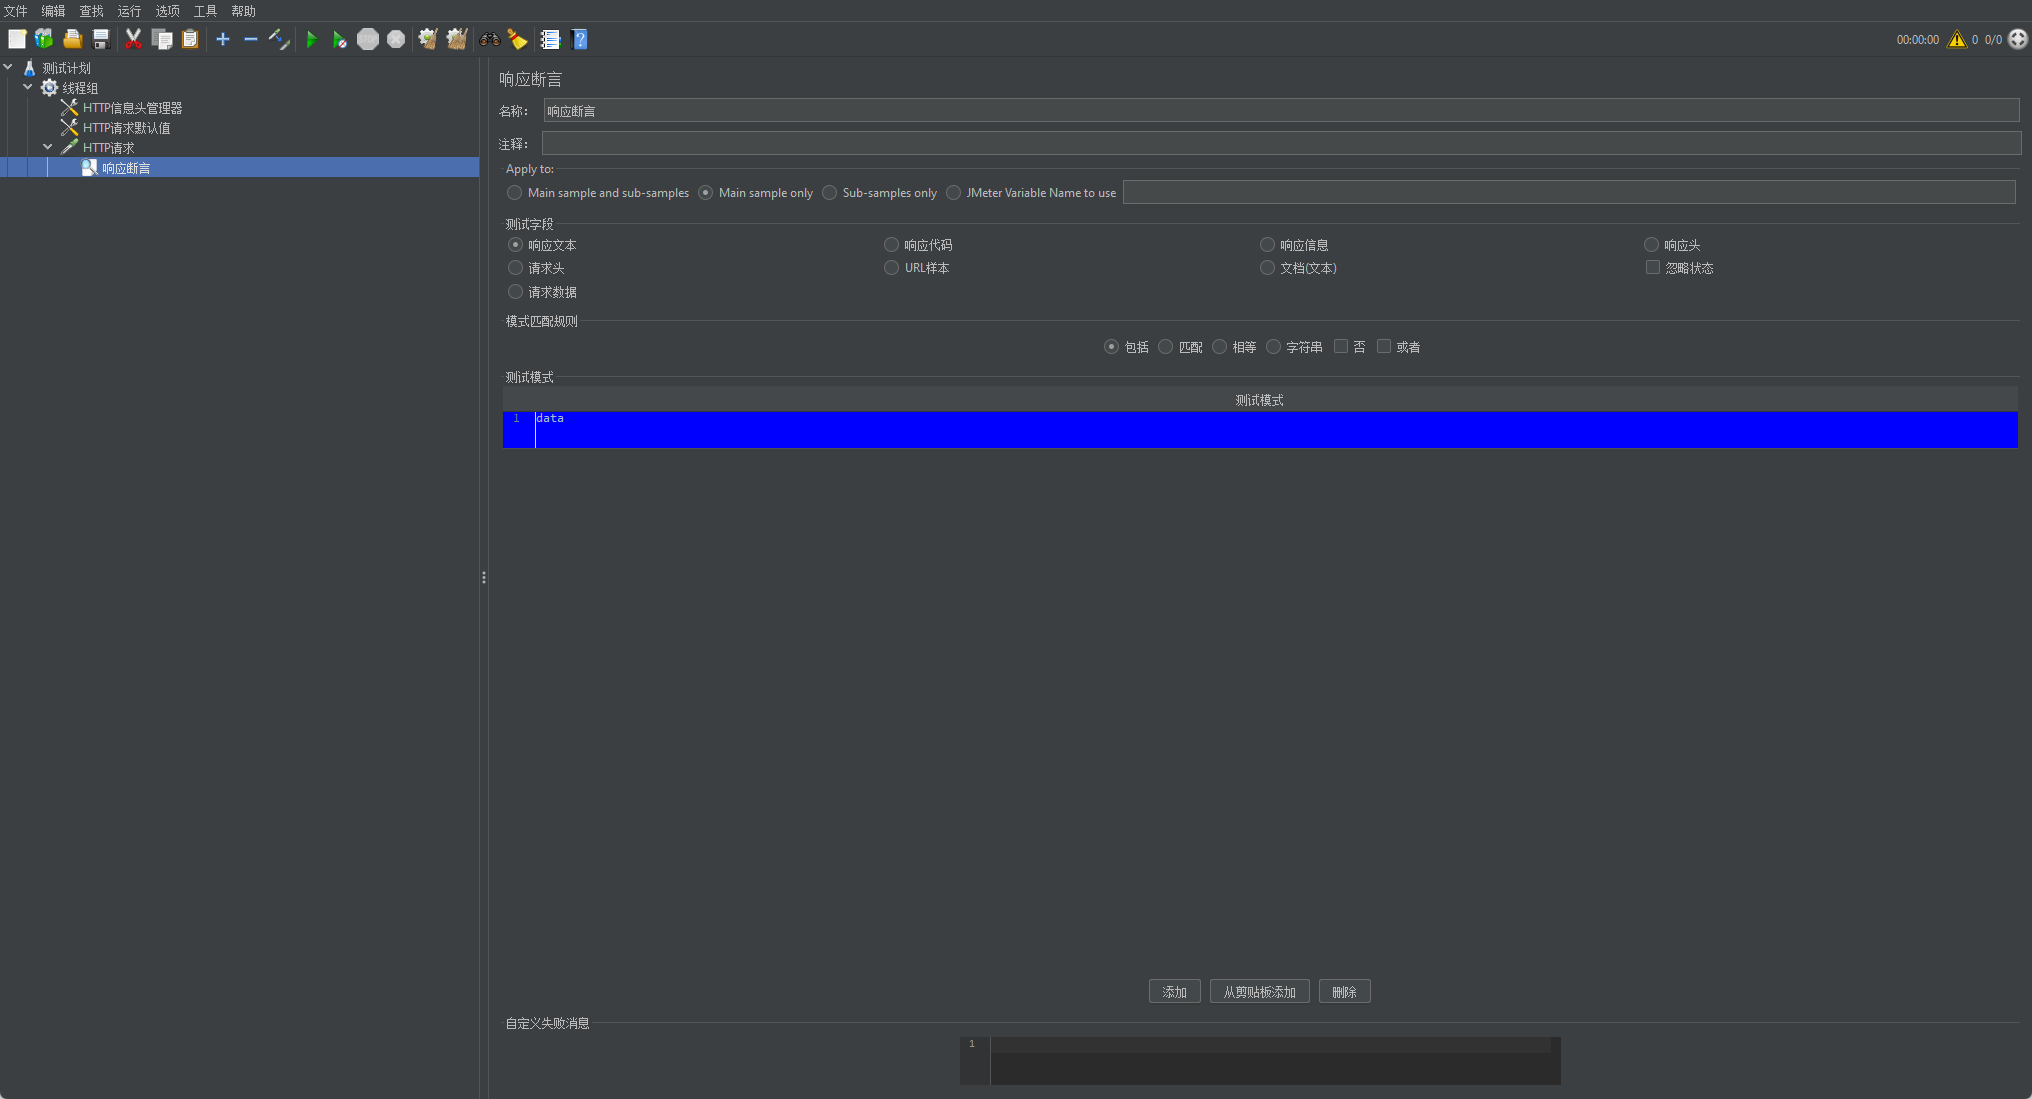 文件 编辑 查找 运行 选项 工具 帮助
00:00:00 0 0/0
测试计划
线程组
HTTP信息头管理器
HTTP请求默认值
HTTP请求
响应断言
响应断言
名称： 响应断言
注释：
Apply to:
Main sample and sub-samples Main sample only Sub-samples only JMeter Variable Name to use
测试字段
响应文本 响应代码 响应信息 响应头
请求头 URL样本 文档(文本) 忽略状态
请求数据
模式匹配规则
包括 匹配 相等 字符串 否 或者
测试模式
测试模式
1 data
添加 从剪贴板添加 删除
自定义失败消息
1